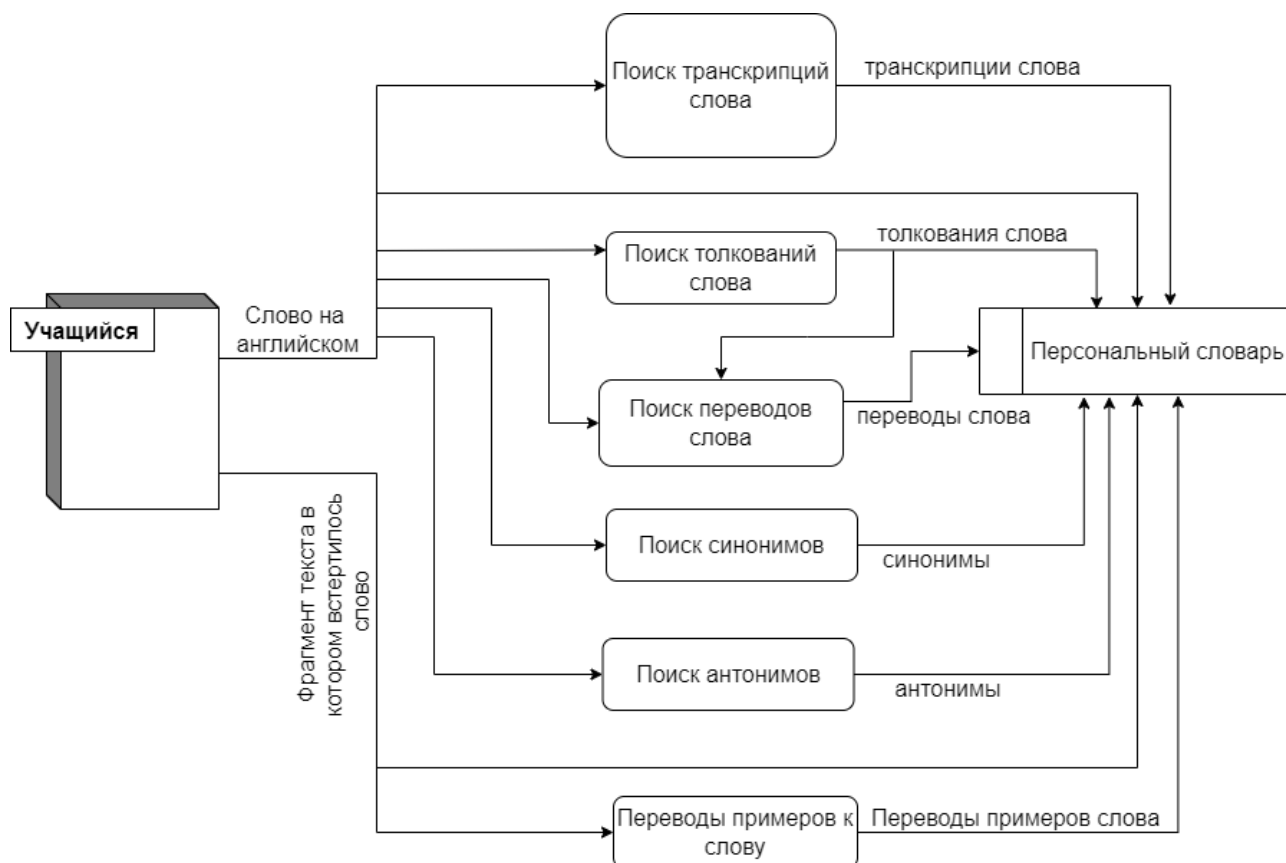 Поиск транскрипций
слова
транскрипции слова
Поиск толкований
слова
толкования слова
Учащийся
Слово на
английском
Персональный словарь
Поиск переводов
слова
переводы слова
Фрагмент текста в
котором встертипось
слово
Поиск синонимов
синонимы
Поиск антонимов
антонимы
Переводы примеров к
слову
Переводы примеров слова